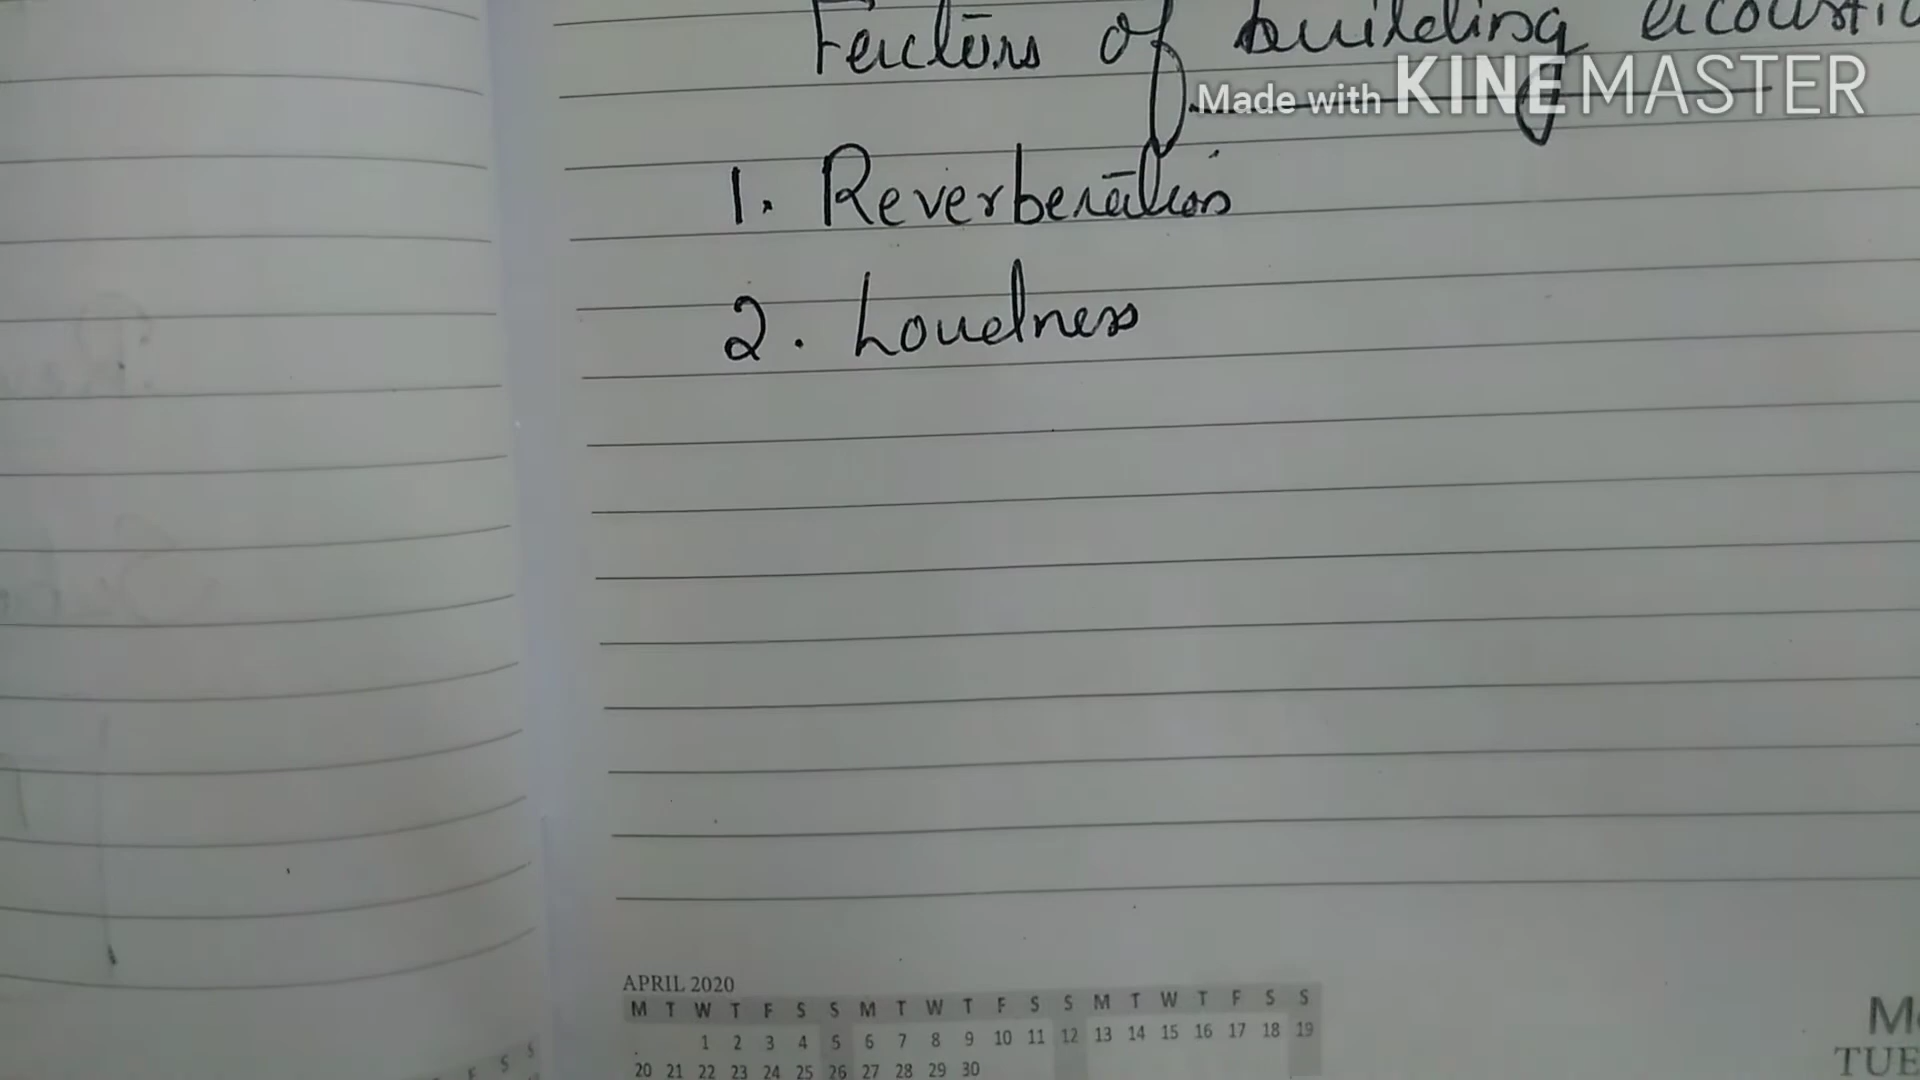 Factors of building acoustic
Made with KINEMASTER
1. Reverberation
2. Loudness
APRIL 2020
M T W T F S S M T W T F S S M T W T F S S
1 2 3 4 5 6 7 8 9 10 11 12 13 14 15 16 17 18 19
20 21 22 23 24 25 26 27 28 29 30
TUE
F S S